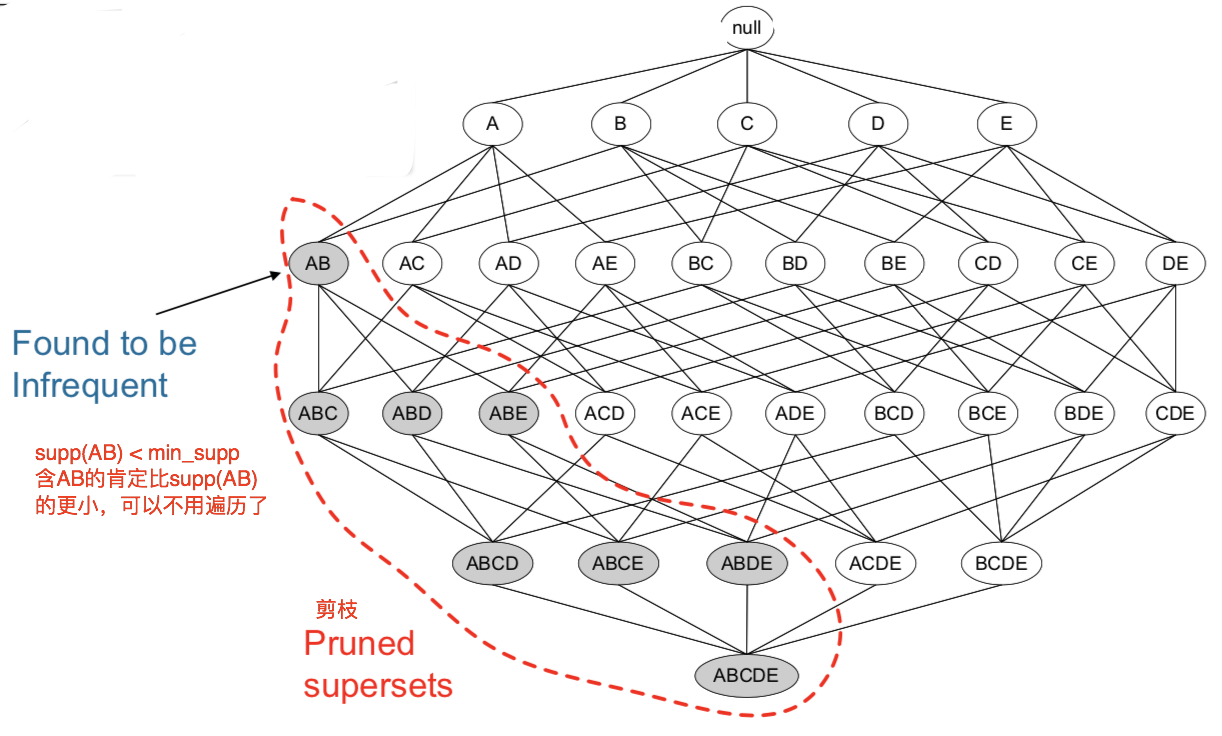 null
A B C D E
AB AC AD AE BC BD BE CD CE DE
Found to be
Infrequent
ABC ABD ABE ACD ACE ADE BCD BCE BDE CDE
supp(AB) < min_supp
含AB的肯定比supp(AB)
的更小，可以不用遍历了
ABCD ABCE ABDE ACDE BCDE
剪枝
Pruned
supersets
ABCDE